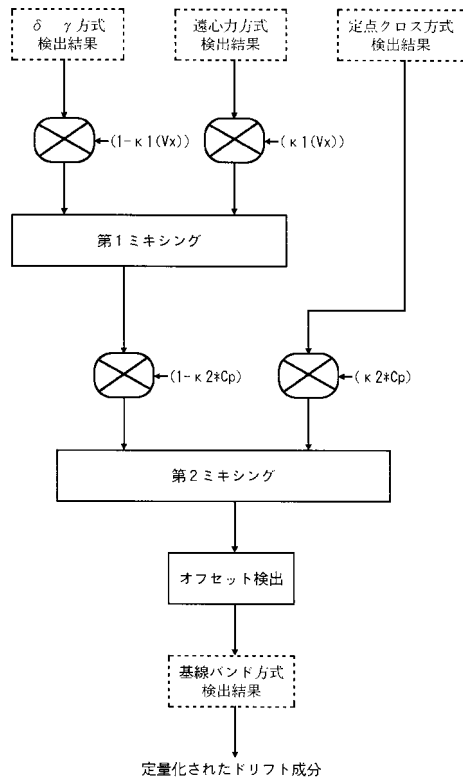 δ γ方式
検出結果
遠心力方式
検出結果
定点クロス方式
検出結果
(1-κ1(Vx))
(κ1(Vx))
第1ミキシング
(1-κ2*Cp)
(κ2*Cp)
第2ミキシング
オフセット検出
基線バンド方式
検出結果
定量化されたドリフト成分